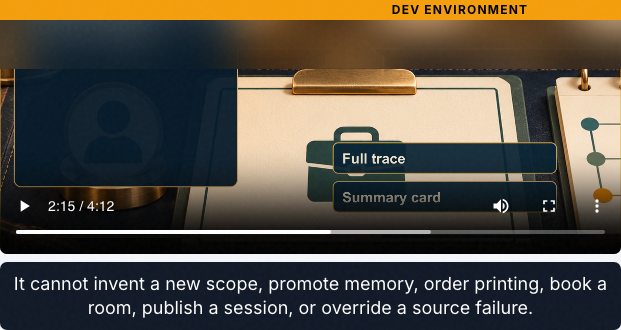 DEV ENVIRONMENT
Full trace
Summary card
2:15 / 4:12
It cannot invent a new scope, promote memory, order printing, book a
room, publish a session, or override a source failure.